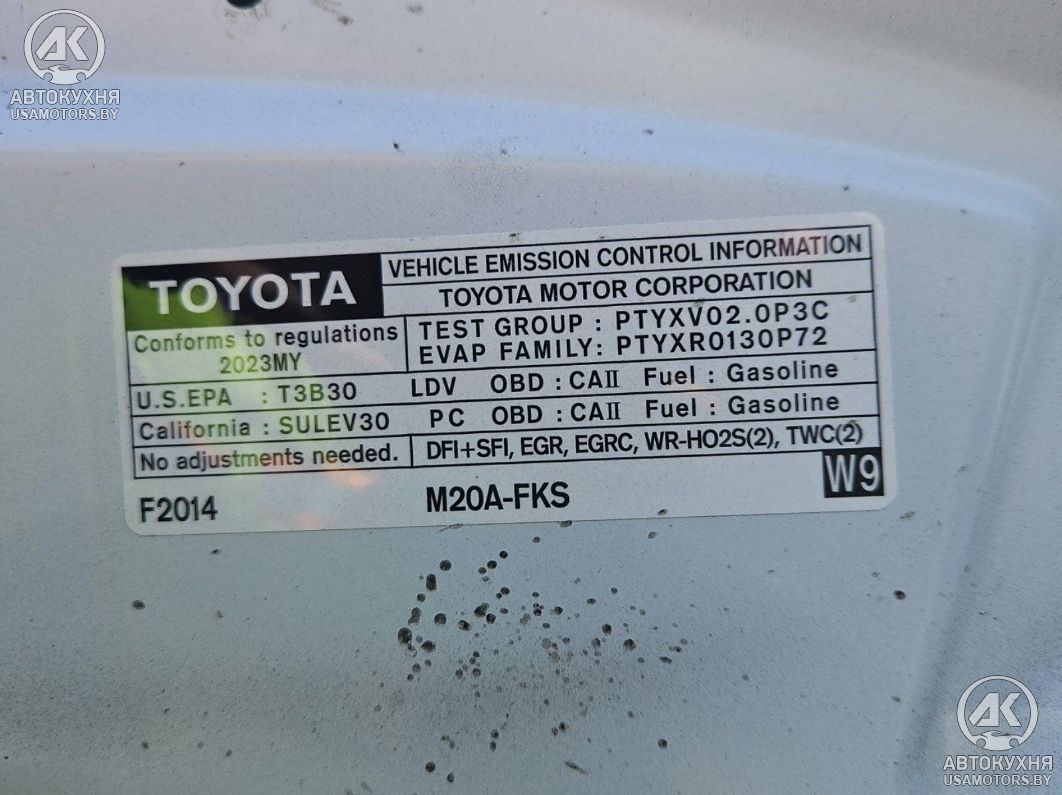 АК
АВТОКУХНЯ
USAMOTORS.BY
TOYOTA
VEHICLE EMISSION CONTROL INFORMATION
TOYOTA MOTOR CORPORATION
Conforms to regulations
2023MY
TEST GROUP : PTYXV02.0P3C
EVAP FAMILY: PTYXR0130P72
U.S.EPA : T3B30 LDV OBD : CAII Fuel : Gasoline
California : SULEV30 PC OBD : CAII Fuel : Gasoline
No adjustments needed. DFI+SFI, EGR, EGRC, WR-HO2S(2), TWC(2)
F2014 M20A-FKS W9
АК
АВТОКУХНЯ
USAMOTORS.BY